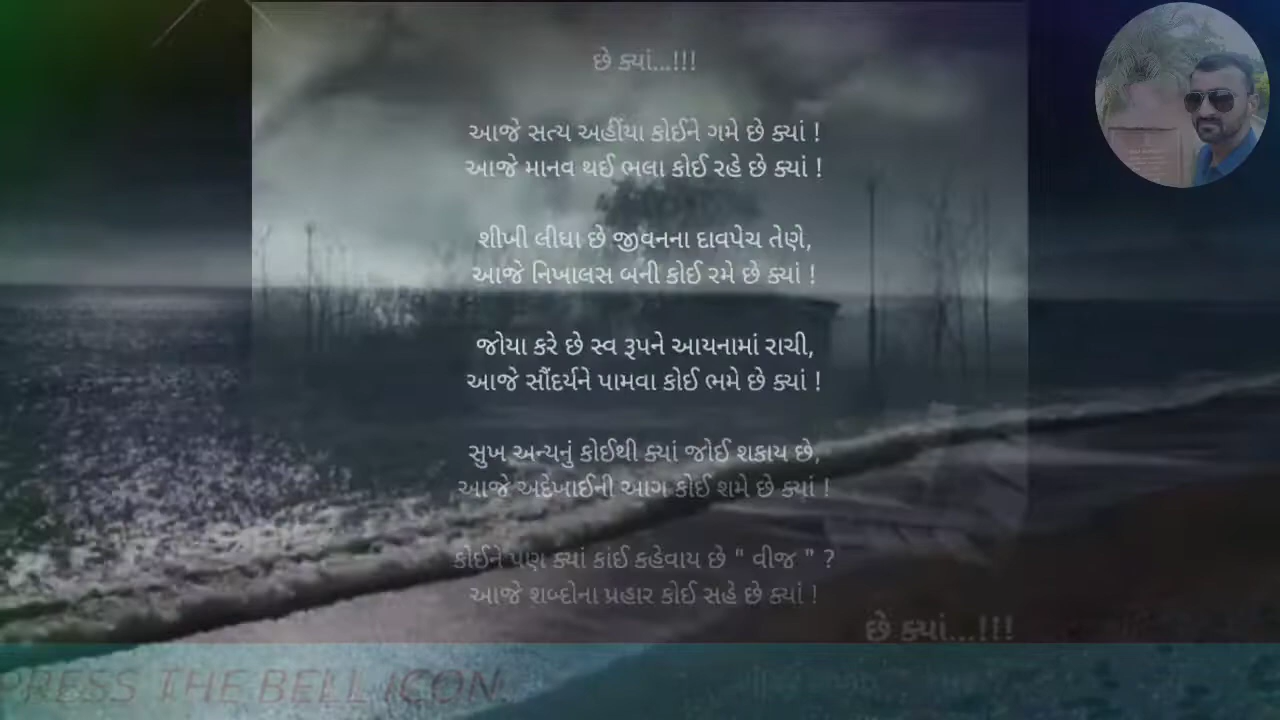 છે ક્યાં...!!!
આજે સત્ય અહીંયા કોઈને ગમે છે ક્યાં !
આજે માનવ થઈ ભલા કોઈ રહે છે ક્યાં !
શીખી લીધા છે જીવનના દાવપેચ તેણે,
આજે નિખાલસ બની કોઈ રમે છે ક્યાં !
જોયા કરે છે સ્વ રૂપને આયનામાં રાચી,
આજે સૌંદર્યને પામવા કોઈ ભમે છે ક્યાં !
સુખ અન્યનું કોઈથી ક્યાં જોઈ શકાય છે,
આજે અદેખાઈની આગ કોઈ શમે છે ક્યાં !
કોઈને પણ ક્યાં કાંઈ કહેવાય છે " વીજ " ?
આજે શબ્દોના પ્રહાર કોઈ સહે છે ક્યાં !
છે ક્યાં...!!!
PRESS THE BELL ICON